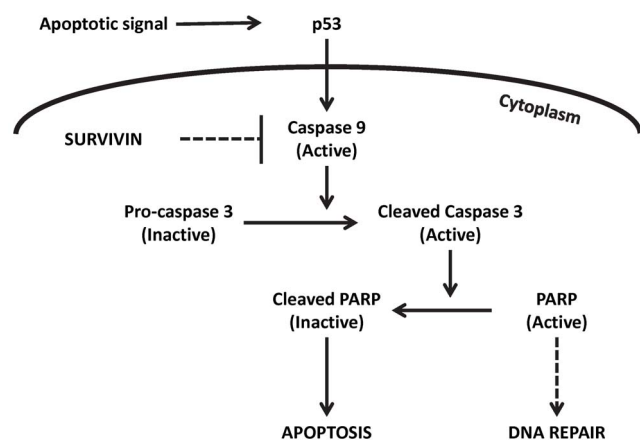 Apoptotic signal
p53
Cytoplasm
SURVIVIN
Caspase 9
(Active)
Pro-caspase 3
(Inactive)
Cleaved Caspase 3
(Active)
Cleaved PARP
(Inactive)
PARP
(Active)
APOPTOSIS
DNA REPAIR